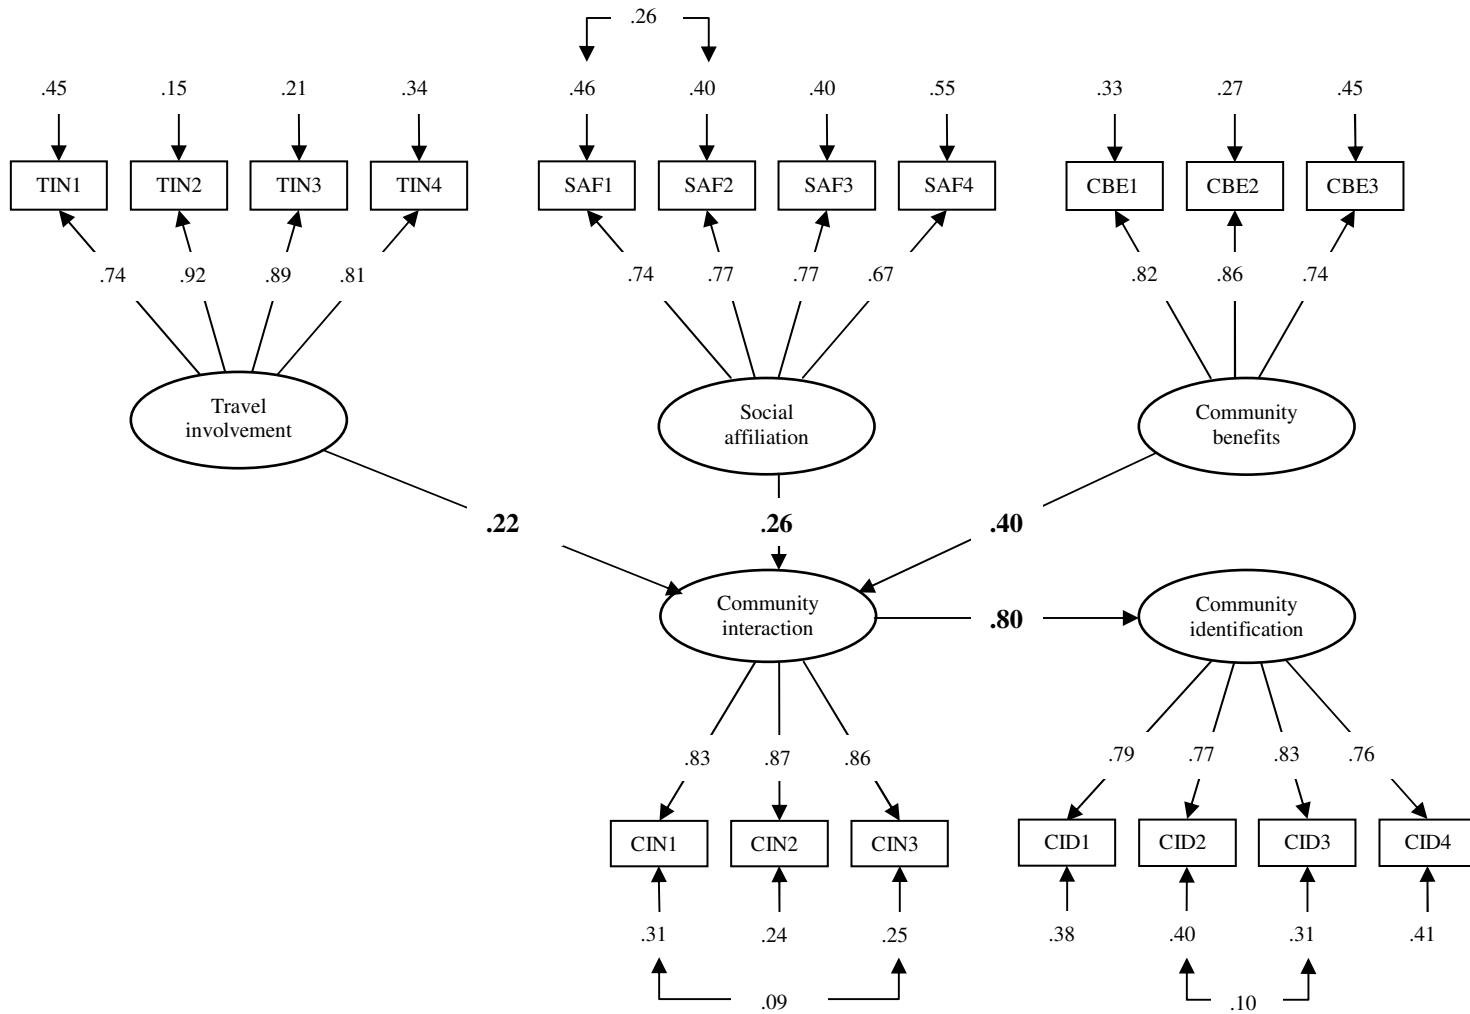 .26
.45 .15 .21 .34 .46 .40 .40 .55 .33 .27 .45
TIN1 TIN2 TIN3 TIN4 SAF1 SAF2 SAF3 SAF4 CBE1 CBE2 CBE3
.74 .92 .89 .81 .74 .77 .77 .67 .82 .86 .74
Travel
involvement
Social
affiliation
Community
benefits
.22 .26 .40
Community
interaction
.80
Community
identification
.83 .87 .86 .79 .77 .83 .76
CIN1 CIN2 CIN3 CID1 CID2 CID3 CID4
.31 .24 .25 .38 .40 .31 .41
.09 .10